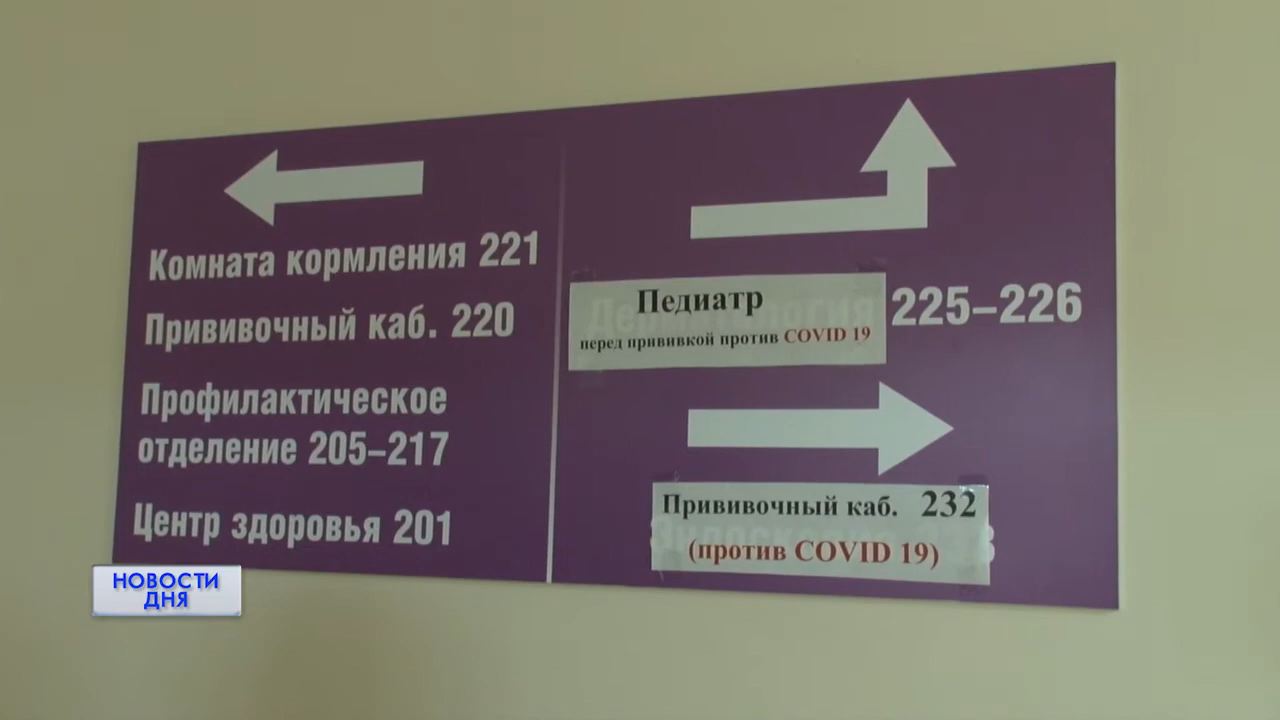 Комната кормления 221
Прививочный каб. 220
Профилактическое
отделение 205–217
Центр здоровья 201
Педиатр
перед прививкой против COVID 19
225–226
Прививочный каб. 232
(против COVID 19)
НОВОСТИ
ДНЯ